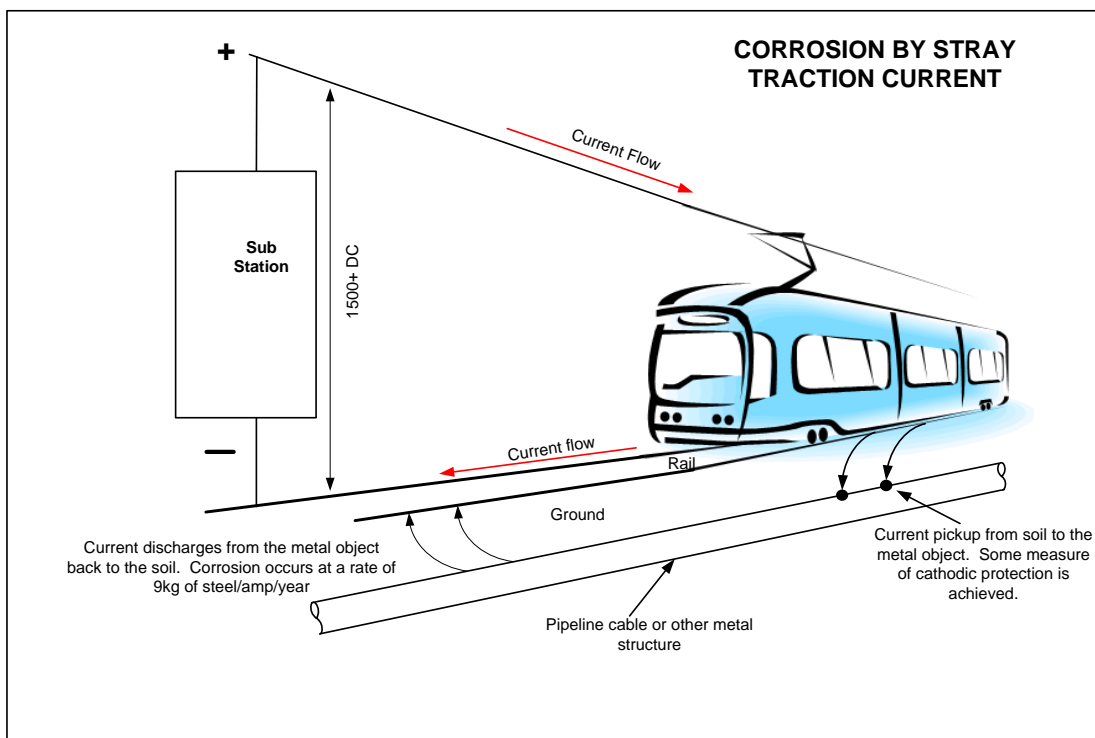 CORROSION BY STRAY
TRACTION CURRENT
+
Current Flow
Sub
Station
1500+ DC
–
Current flow
Rail
Ground
Current discharges from the metal object
back to the soil. Corrosion occurs at a rate of
9kg of steel/amp/year
Current pickup from soil to the
metal object. Some measure
of cathodic protection is
achieved.
Pipeline cable or other metal
structure